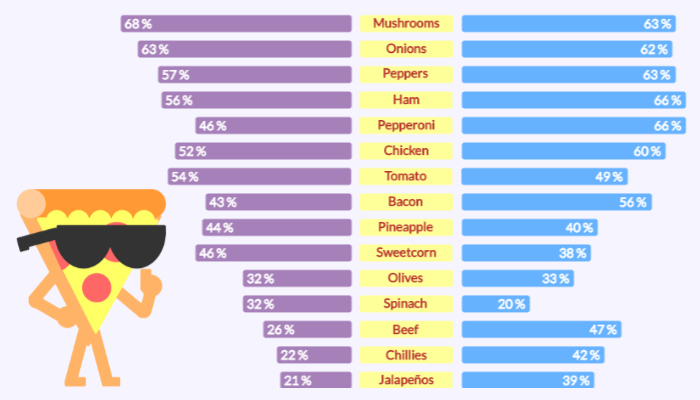 68% Mushrooms 63%
63% Onions 62%
57% Peppers 63%
56% Ham 66%
46% Pepperoni 66%
52% Chicken 60%
54% Tomato 49%
43% Bacon 56%
44% Pineapple 40%
46% Sweetcorn 38%
32% Olives 33%
32% Spinach 20%
26% Beef 47%
22% Chillies 42%
21% Jalapeños 39%